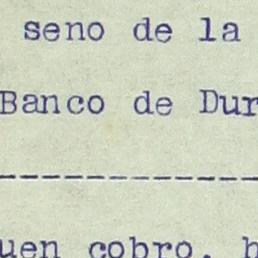 seno de la
Banco de Dur
--------------
uen cobro, b